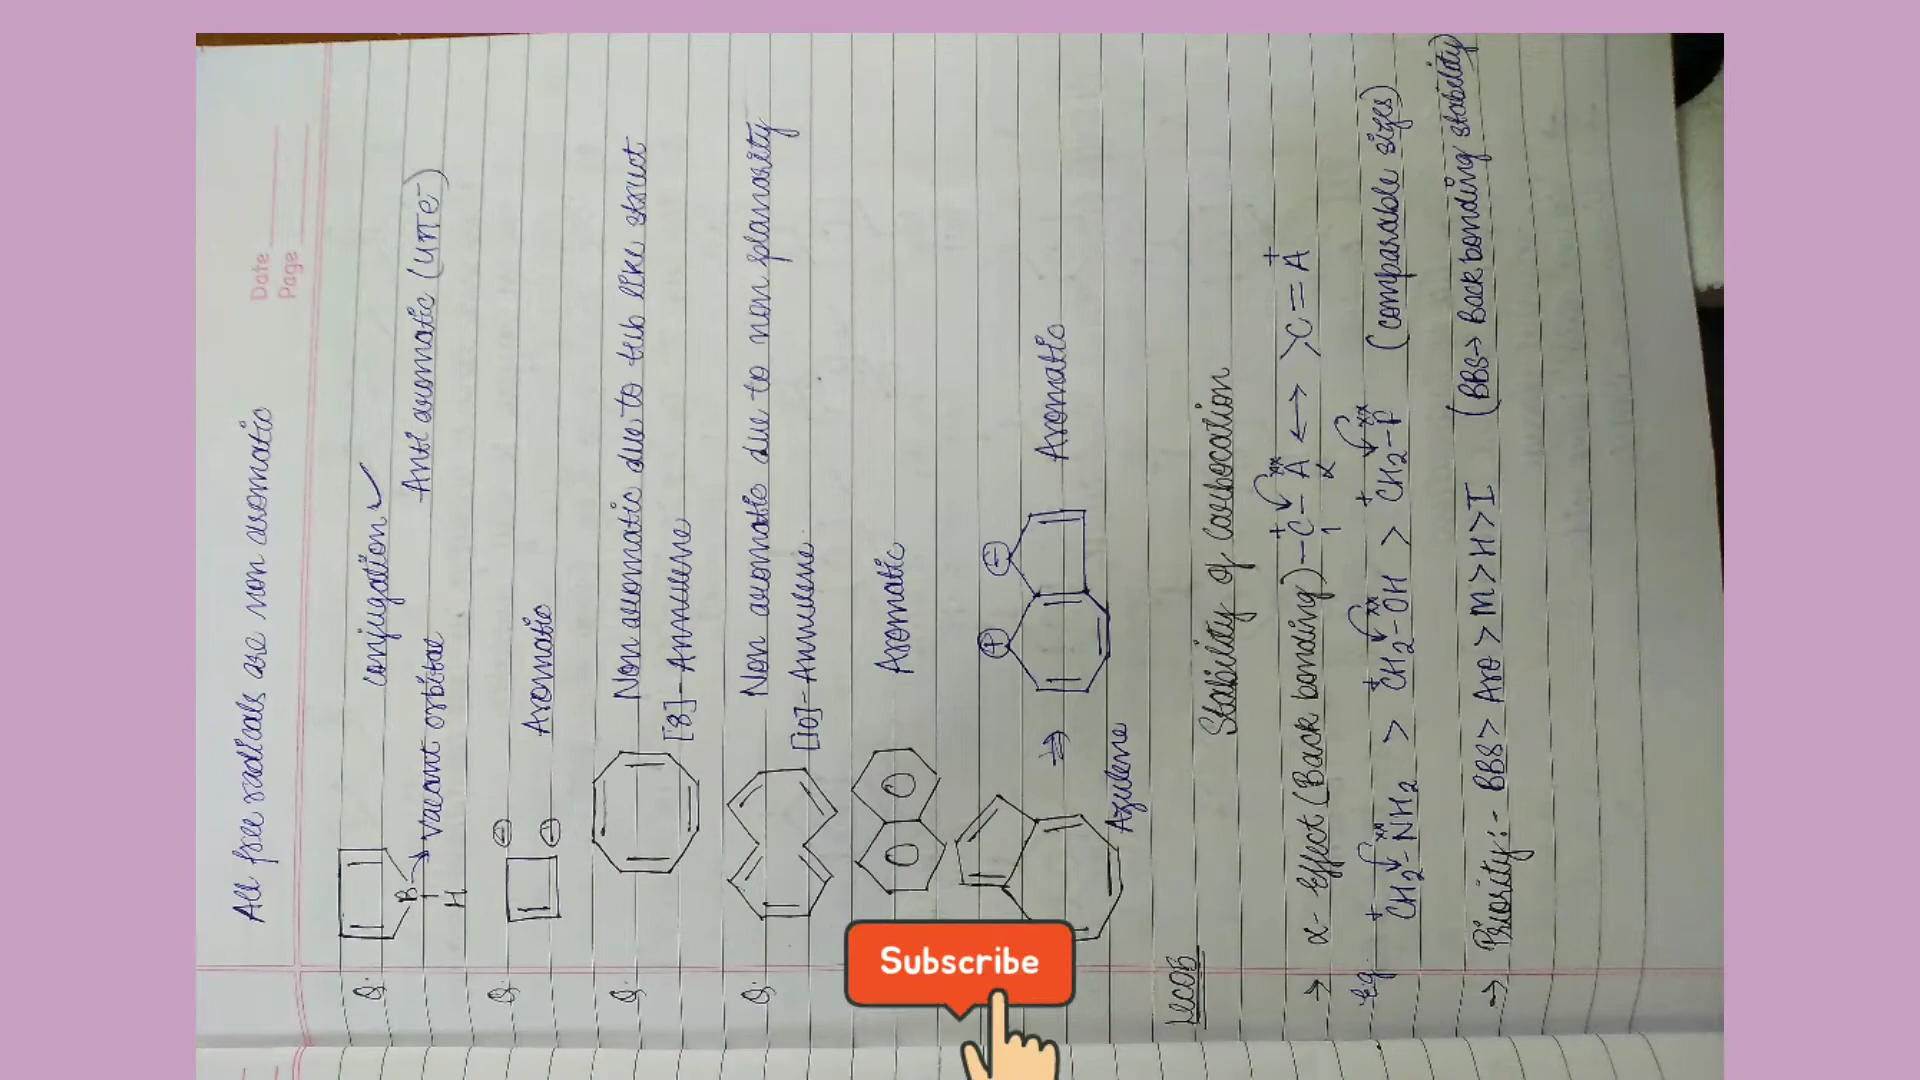 Date
Page
All free radicals are non aromatic
Q. conjugation ✓
B → vacant orbital Anti aromatic (4πe⁻)
H
Q. ⊖ ⊖ Aromatic
Q. Non aromatic due to tub like struct
[8]-Annulene
Q. Non aromatic due to non planarity
[10]-Annulene
Aromatic
⇒ ⊕ ⊖ Aromatic
Azulene
Lec08 Stability of Carbocation
→ α-Effect (Back bonding) –C⁺–A ↔ >C=A⁺
1 α
Eg. ⁺CH₂–NH₂ > ⁺CH₂–OH > ⁺CH₂–F (comparable sizes)
→ Priority:- BBS > Aro > M > H > I (BBS → Back bonding stability)
Subscribe